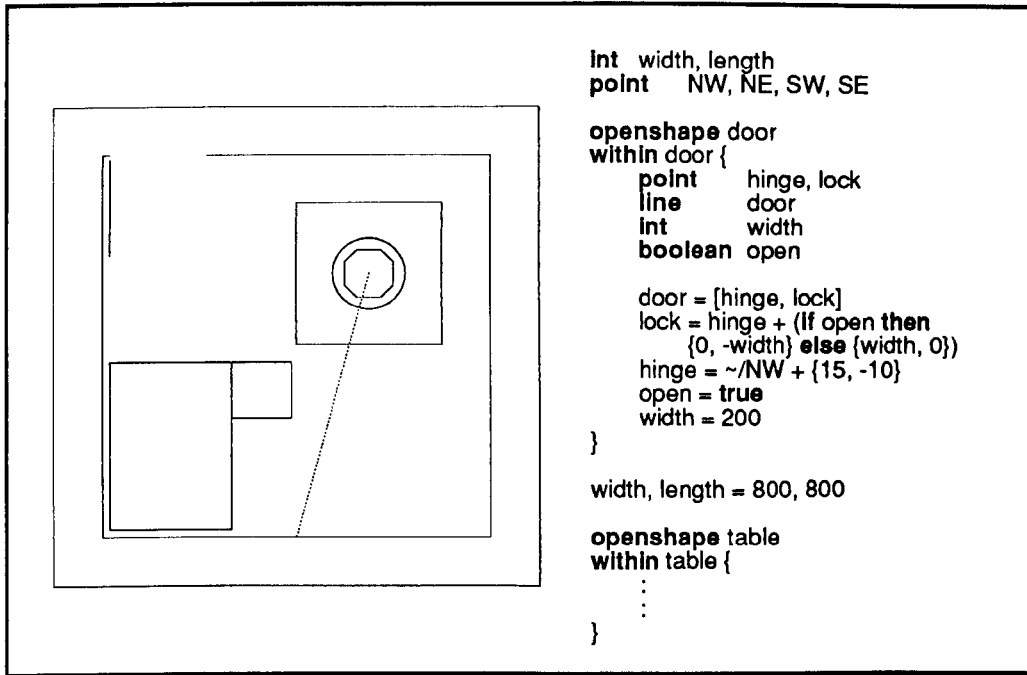 int width, length
point NW, NE, SW, SE
openshape door
within door {
point hinge, lock
line door
int width
boolean open
door = [hinge, lock]
lock = hinge + (if open then
{0, -width} else {width, 0})
hinge = ~/NW + {15, -10}
open = true
width = 200
}
width, length = 800, 800
openshape table
within table {
:
:
}